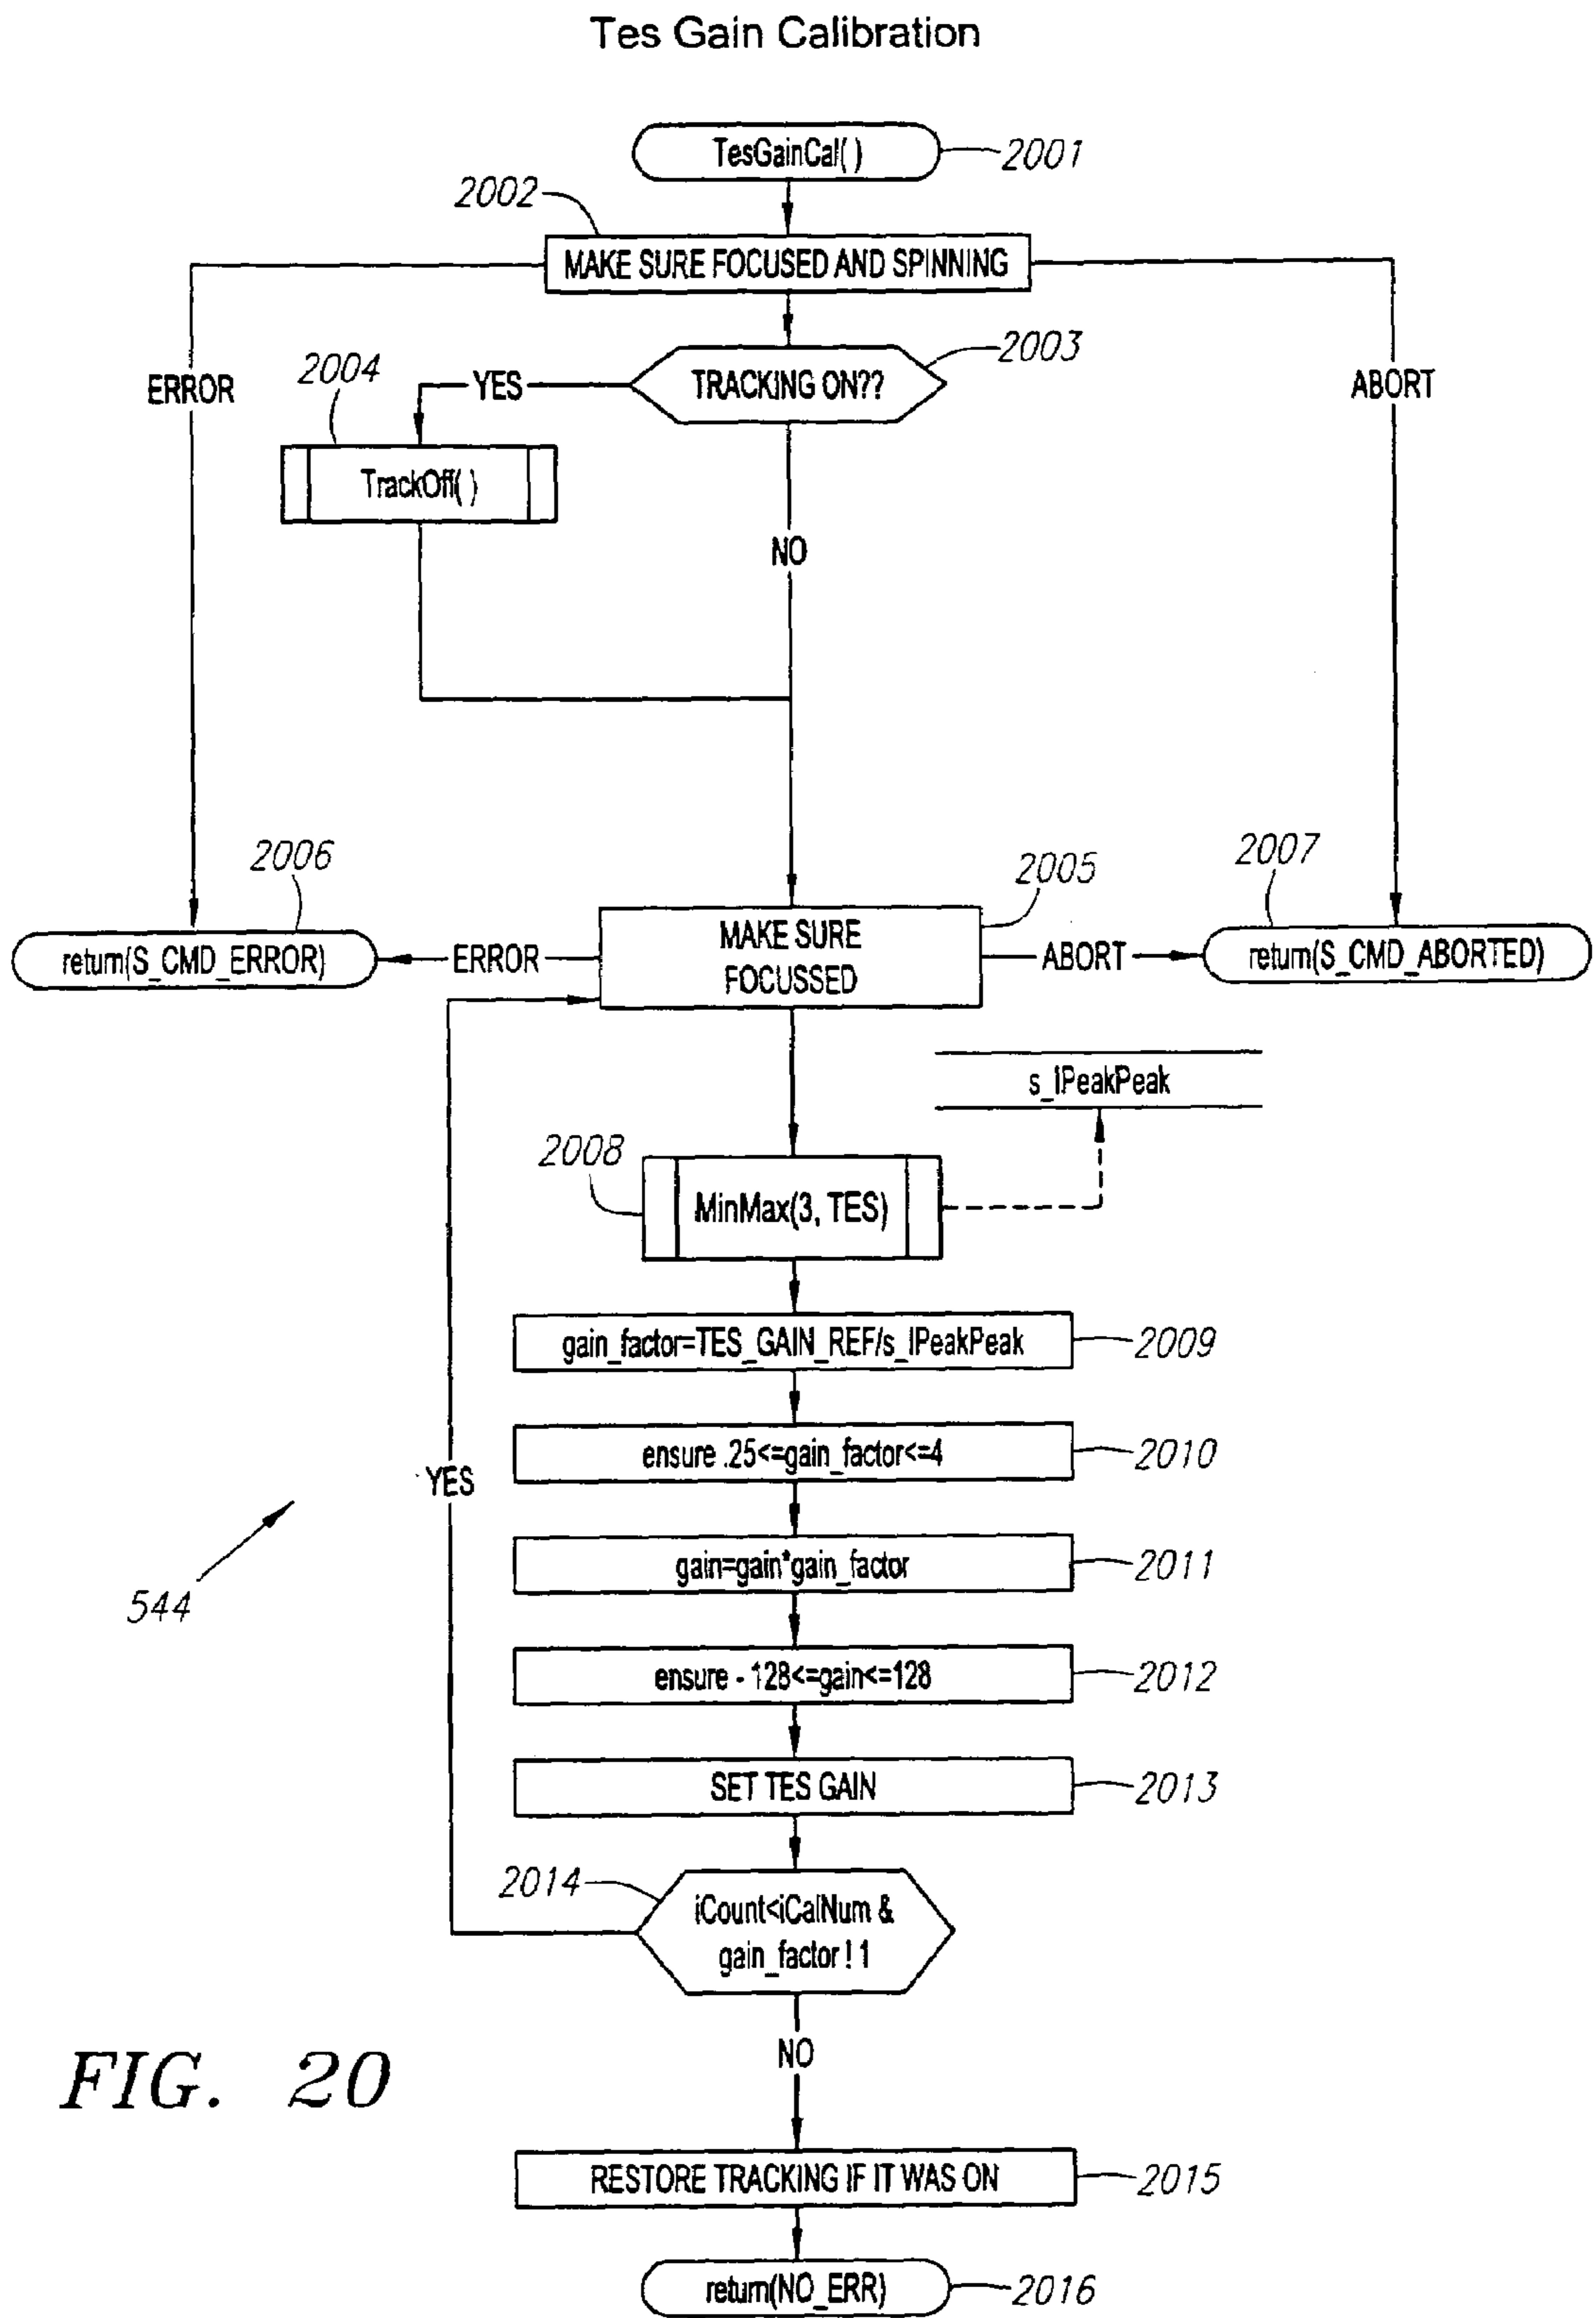 Tes Gain Calibration
TesGainCal( )
2001
2002
MAKE SURE FOCUSED AND SPINNING
2003
2004
ERROR
YES
TRACKING ON??
ABORT
TrackOff( )
NO
2006
2005
2007
MAKE SURE
FOCUSSED
return(S_CMD_ERROR)
ERROR
ABORT
return(S_CMD_ABORTED)
s_lPeakPeak
2008
MinMax(3, TES)
gain_factor=TES_GAIN_REF/s_lPeakPeak
2009
ensure .25<=gain_factor<=4
2010
YES
gain=gain*gain_factor
2011
544
ensure - 128<=gain<=128
2012
SET TES GAIN
2013
2014
iCount<iCalNum &
gain_factor ! 1
NO
FIG. 20
RESTORE TRACKING IF IT WAS ON
2015
return(NO_ERR)
2016